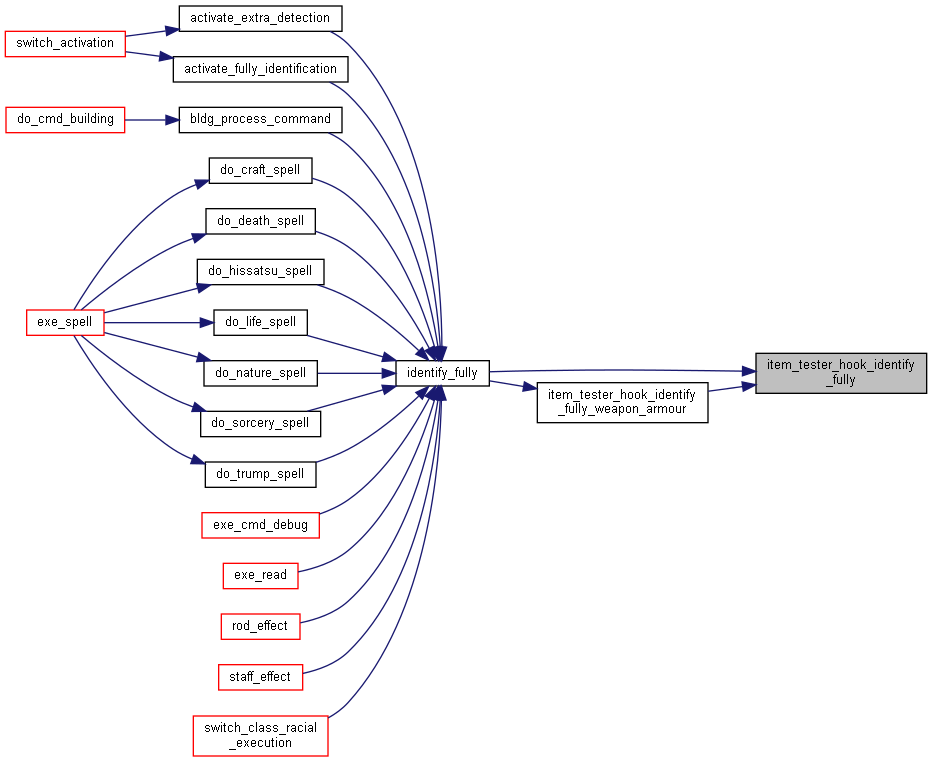 activate_extra_detection
switch_activation
activate_fully_identification
do_cmd_building
bldg_process_command
do_craft_spell
do_death_spell
do_hissatsu_spell
exe_spell
do_life_spell
do_nature_spell
identify_fully
item_tester_hook_identify
_fully
item_tester_hook_identify
_fully_weapon_armour
do_sorcery_spell
do_trump_spell
exe_cmd_debug
exe_read
rod_effect
staff_effect
switch_class_racial
_execution